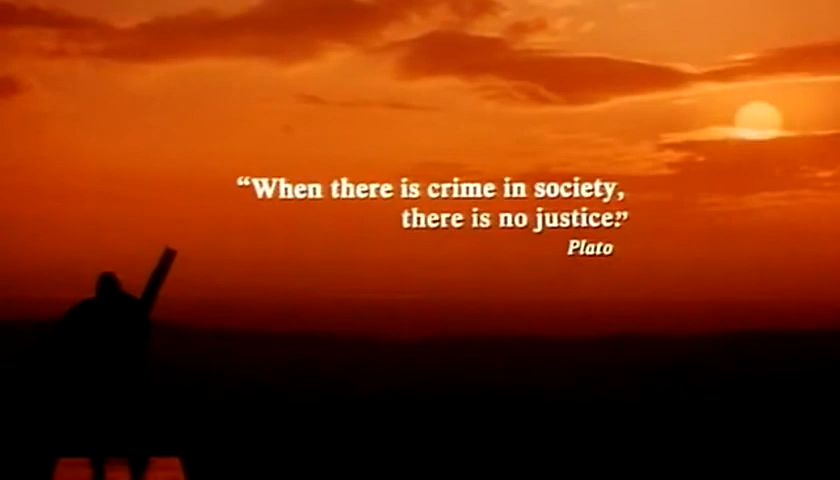 “When there is crime in society,
there is no justice.”
Plato